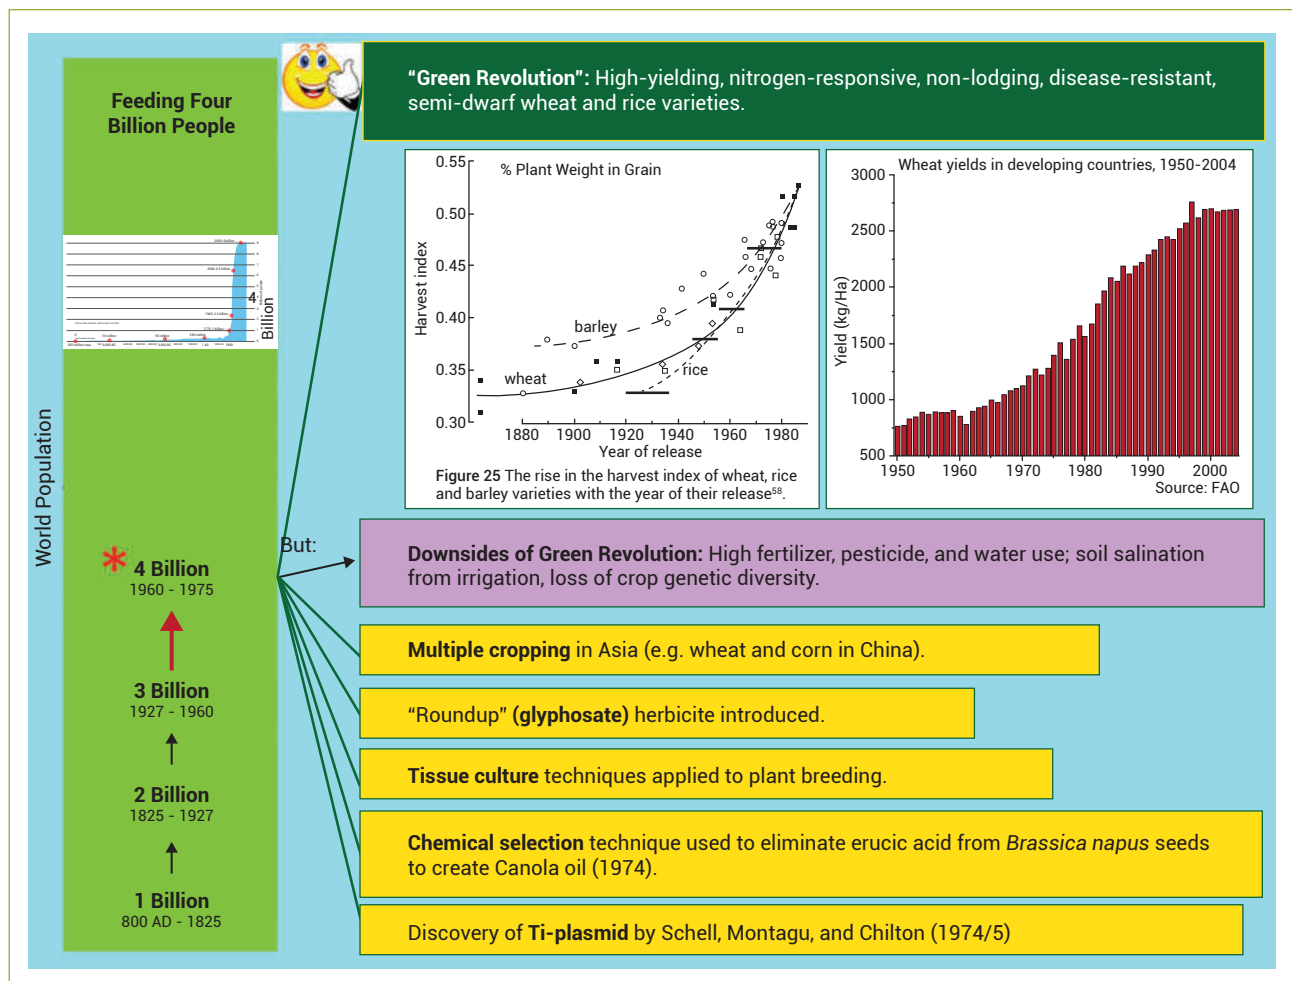 Feeding Four
Billion People
4
Billion
World Population
4 Billion
1960 - 1975
3 Billion
1927 - 1960
2 Billion
1825 - 1927
1 Billion
800 AD - 1825
“Green Revolution”: High-yielding, nitrogen-responsive, non-lodging, disease-resistant,
semi-dwarf wheat and rice varieties.
% Plant Weight in Grain
Harvest index
0.55
0.50
0.45
0.40
0.35
0.30
barley
wheat
rice
1880 1900 1920 1940 1960 1980
Year of release
Figure 25 The rise in the harvest index of wheat, rice
and barley varieties with the year of their release⁵⁸.
Wheat yields in developing countries, 1950-2004
Yield (kg/Ha)
3000
2500
2000
1500
1000
500
1950 1960 1970 1980 1990 2000
Source: FAO
But:
Downsides of Green Revolution: High fertilizer, pesticide, and water use; soil salination
from irrigation, loss of crop genetic diversity.
Multiple cropping in Asia (e.g. wheat and corn in China).
“Roundup” (glyphosate) herbicite introduced.
Tissue culture techniques applied to plant breeding.
Chemical selection technique used to eliminate erucic acid from Brassica napus seeds
to create Canola oil (1974).
Discovery of Ti-plasmid by Schell, Montagu, and Chilton (1974/5)